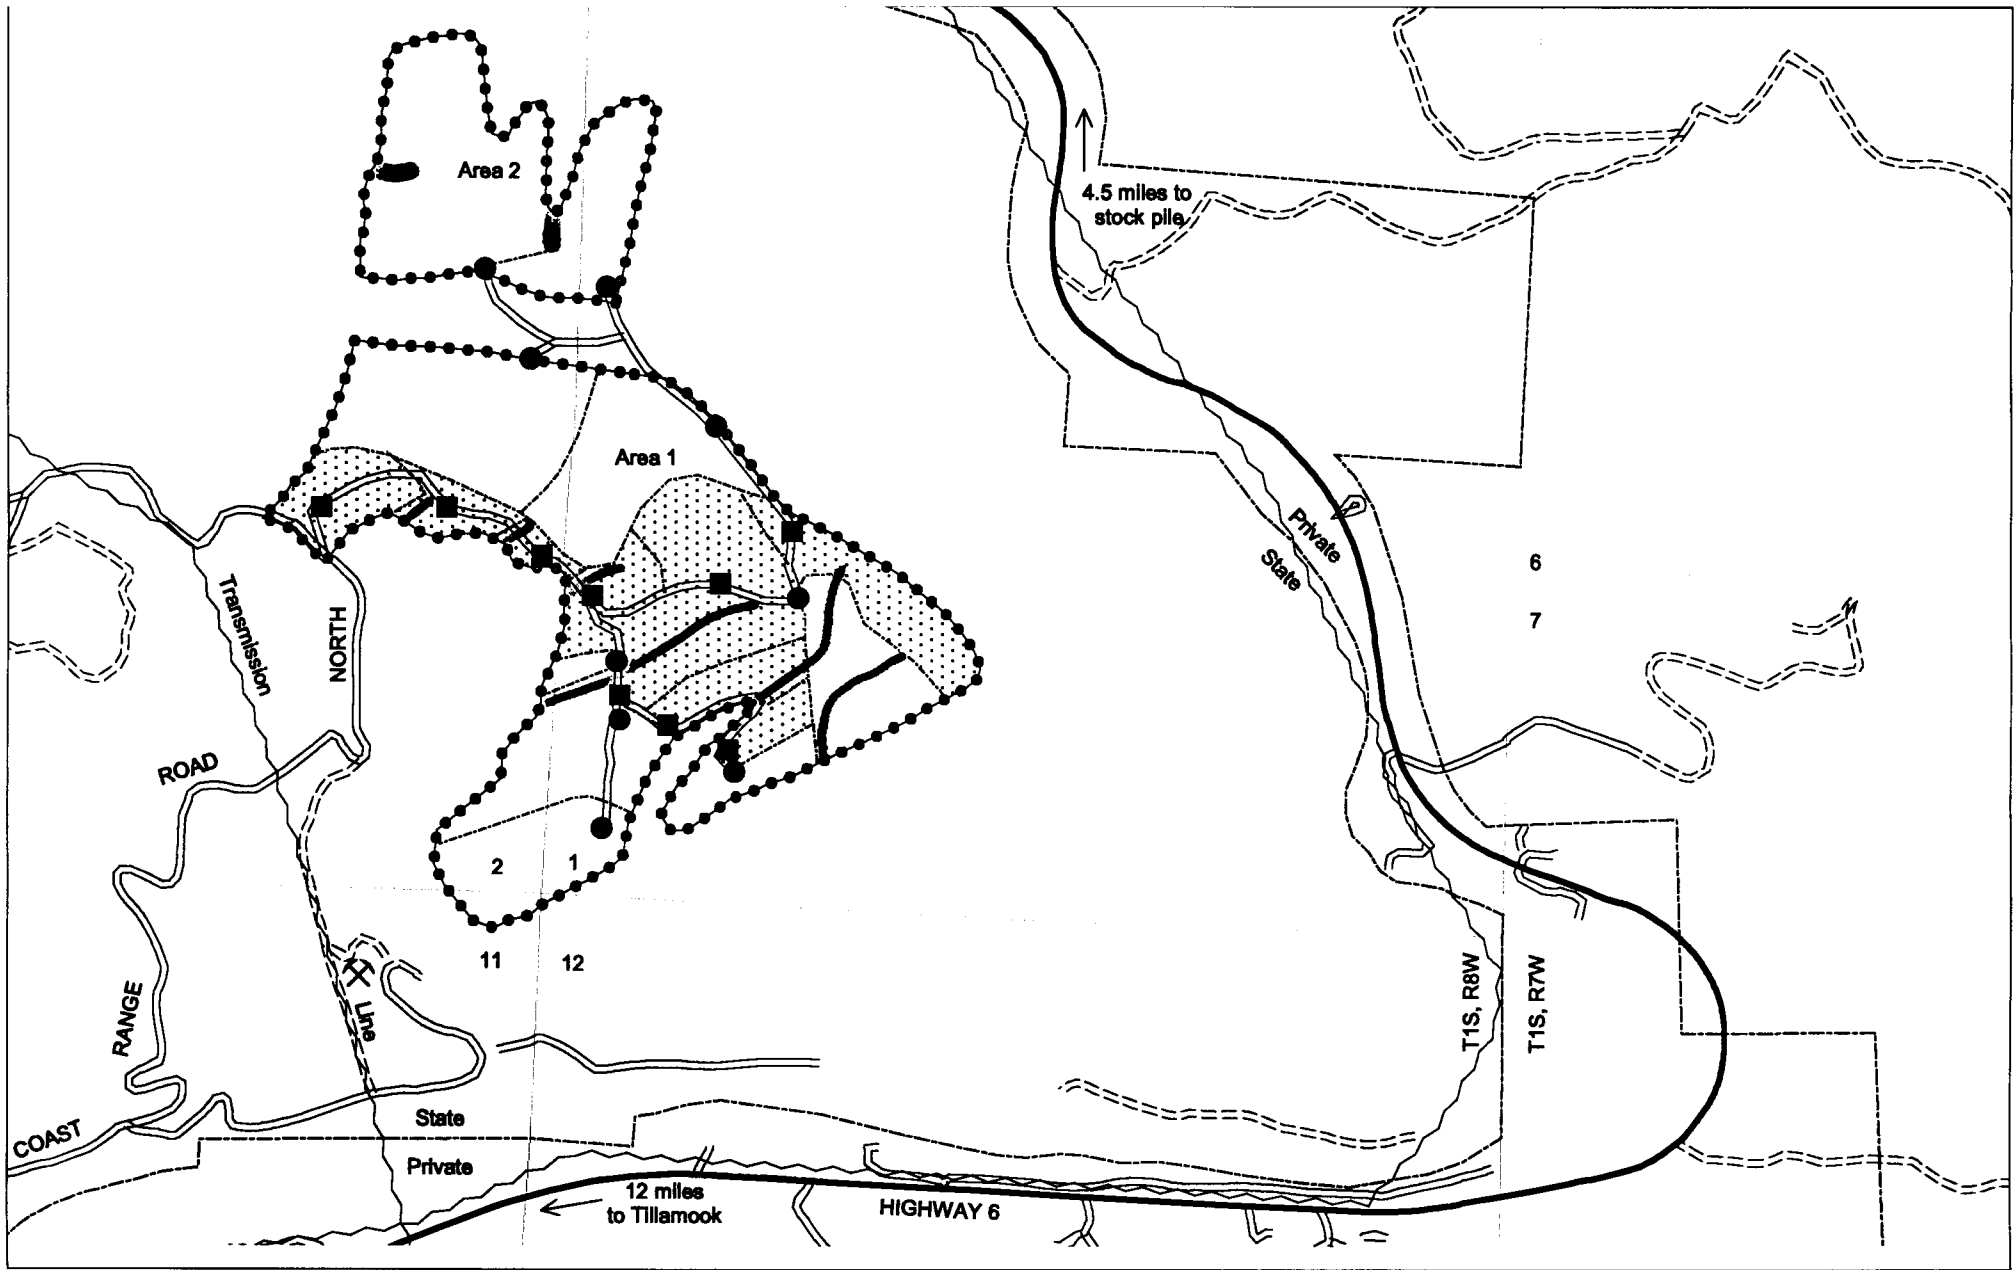 Area 2
4.5 miles to
stock pile
Area 1
Private
State
6
7
Transmission
NORTH
ROAD
2
1
11
12
Line
RANGE
T1S, R8W
T1S, R7W
COAST
State
Private
12 miles
to Tillamook
HIGHWAY 6